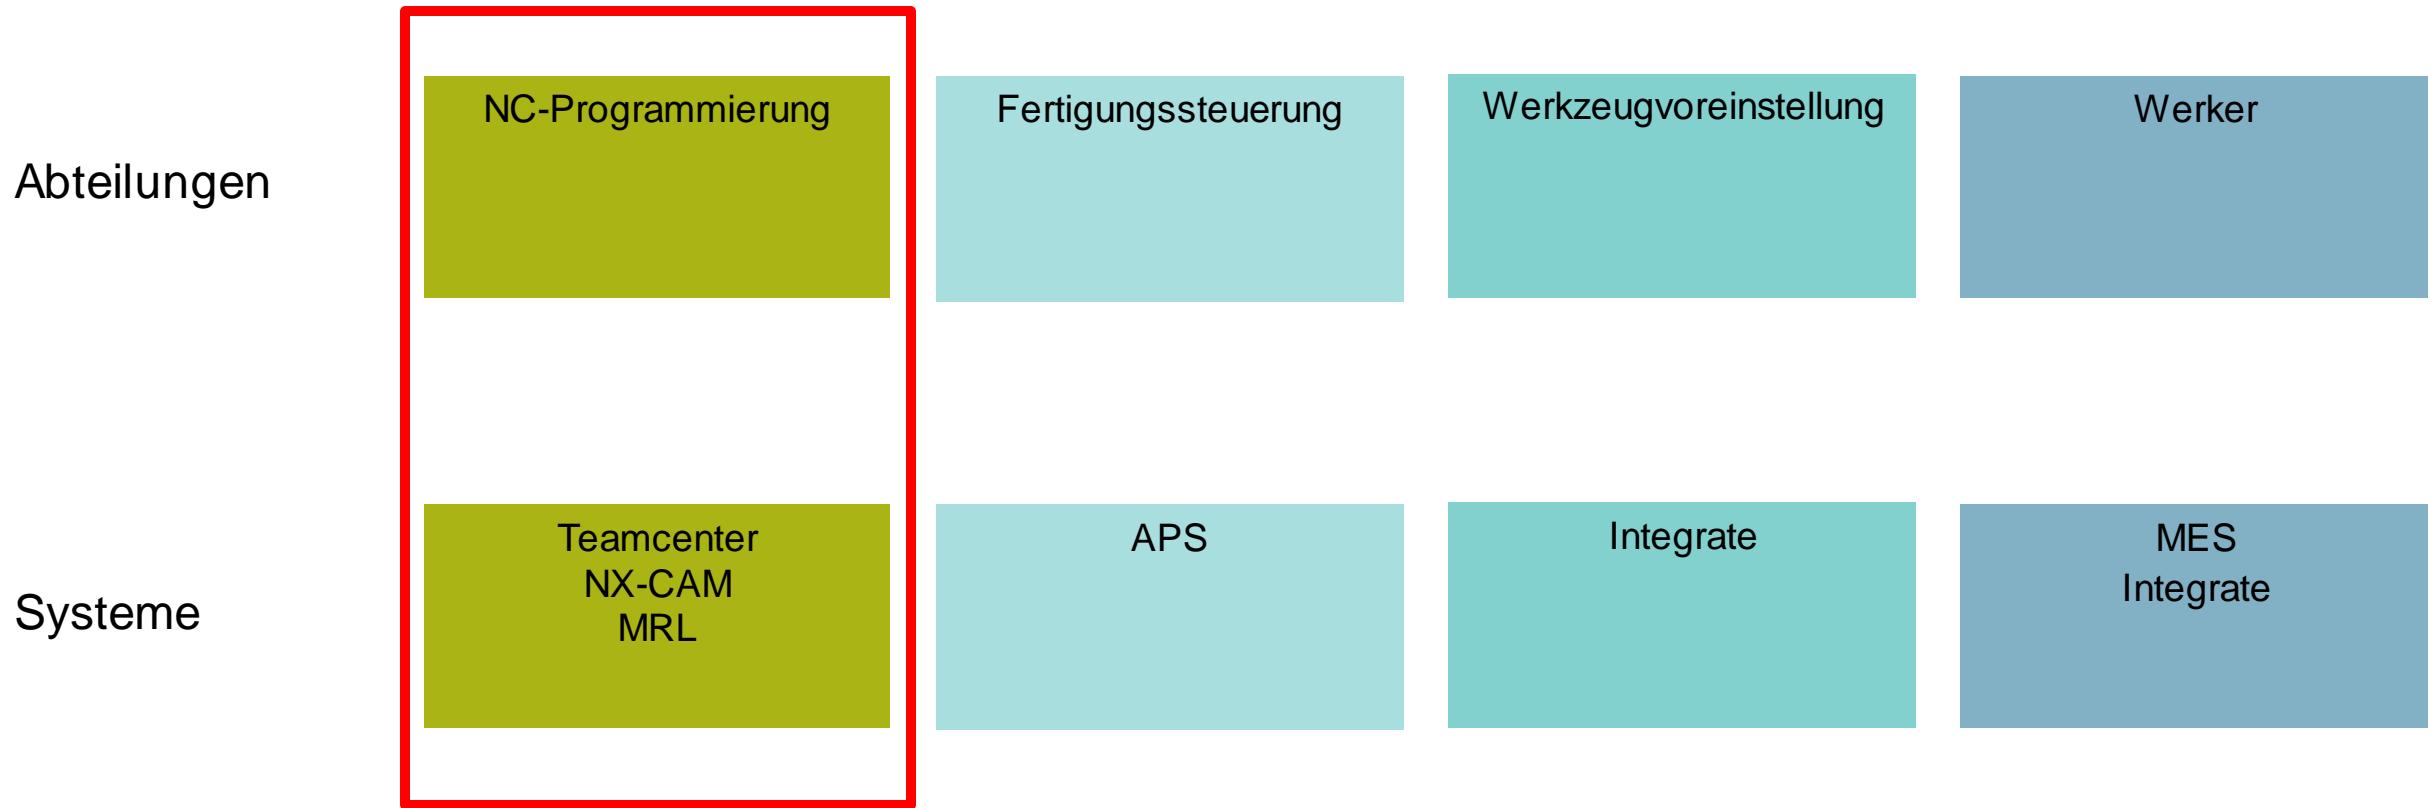 Abteilungen
NC-Programmierung
Fertigungssteuerung
Werkzeugvoreinstellung
Werker
Systeme
Teamcenter
NX-CAM
MRL
APS
Integrate
MES
Integrate